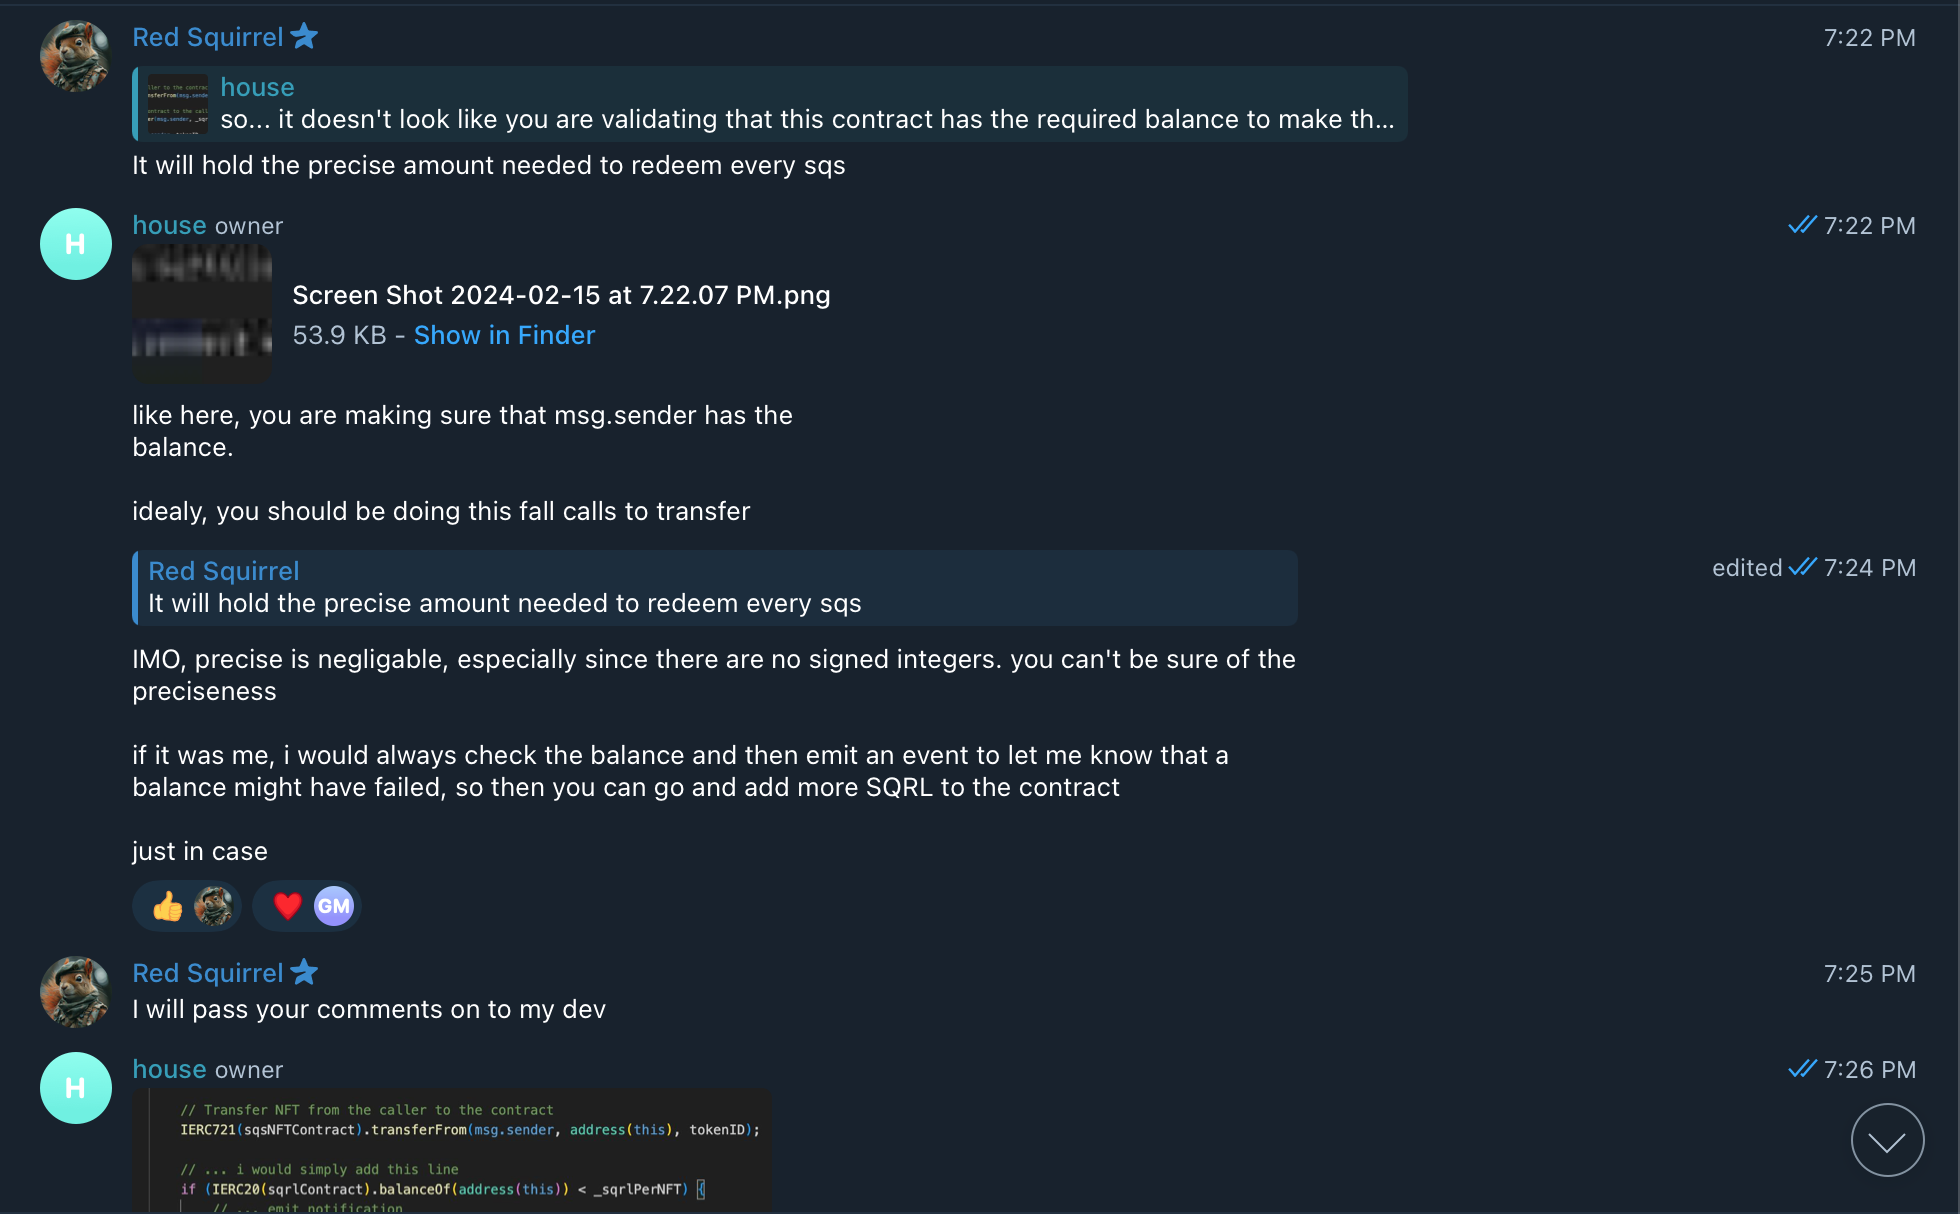 Red Squirrel
7:22 PM
house
so... it doesn't look like you are validating that this contract has the required balance to make th...
It will hold the precise amount needed to redeem every sqs
H
house owner
7:22 PM
Screen Shot 2024-02-15 at 7.22.07 PM.png
53.9 KB - Show in Finder
like here, you are making sure that msg.sender has the
balance.
idealy, you should be doing this fall calls to transfer
Red Squirrel
edited 7:24 PM
It will hold the precise amount needed to redeem every sqs
IMO, precise is negligable, especially since there are no signed integers. you can't be sure of the
preciseness
if it was me, i would always check the balance and then emit an event to let me know that a
balance might have failed, so then you can go and add more SQRL to the contract
just in case
GM
Red Squirrel
7:25 PM
I will pass your comments on to my dev
H
house owner
7:26 PM
// Transfer NFT from the caller to the contract
IERC721(sqsNFTContract).transferFrom(msg.sender, address(this), tokenID);
// ... i would simply add this line
if (IERC20(sqrlContract).balanceOf(address(this)) < _sqrlPerNFT) {
// ... emit notification